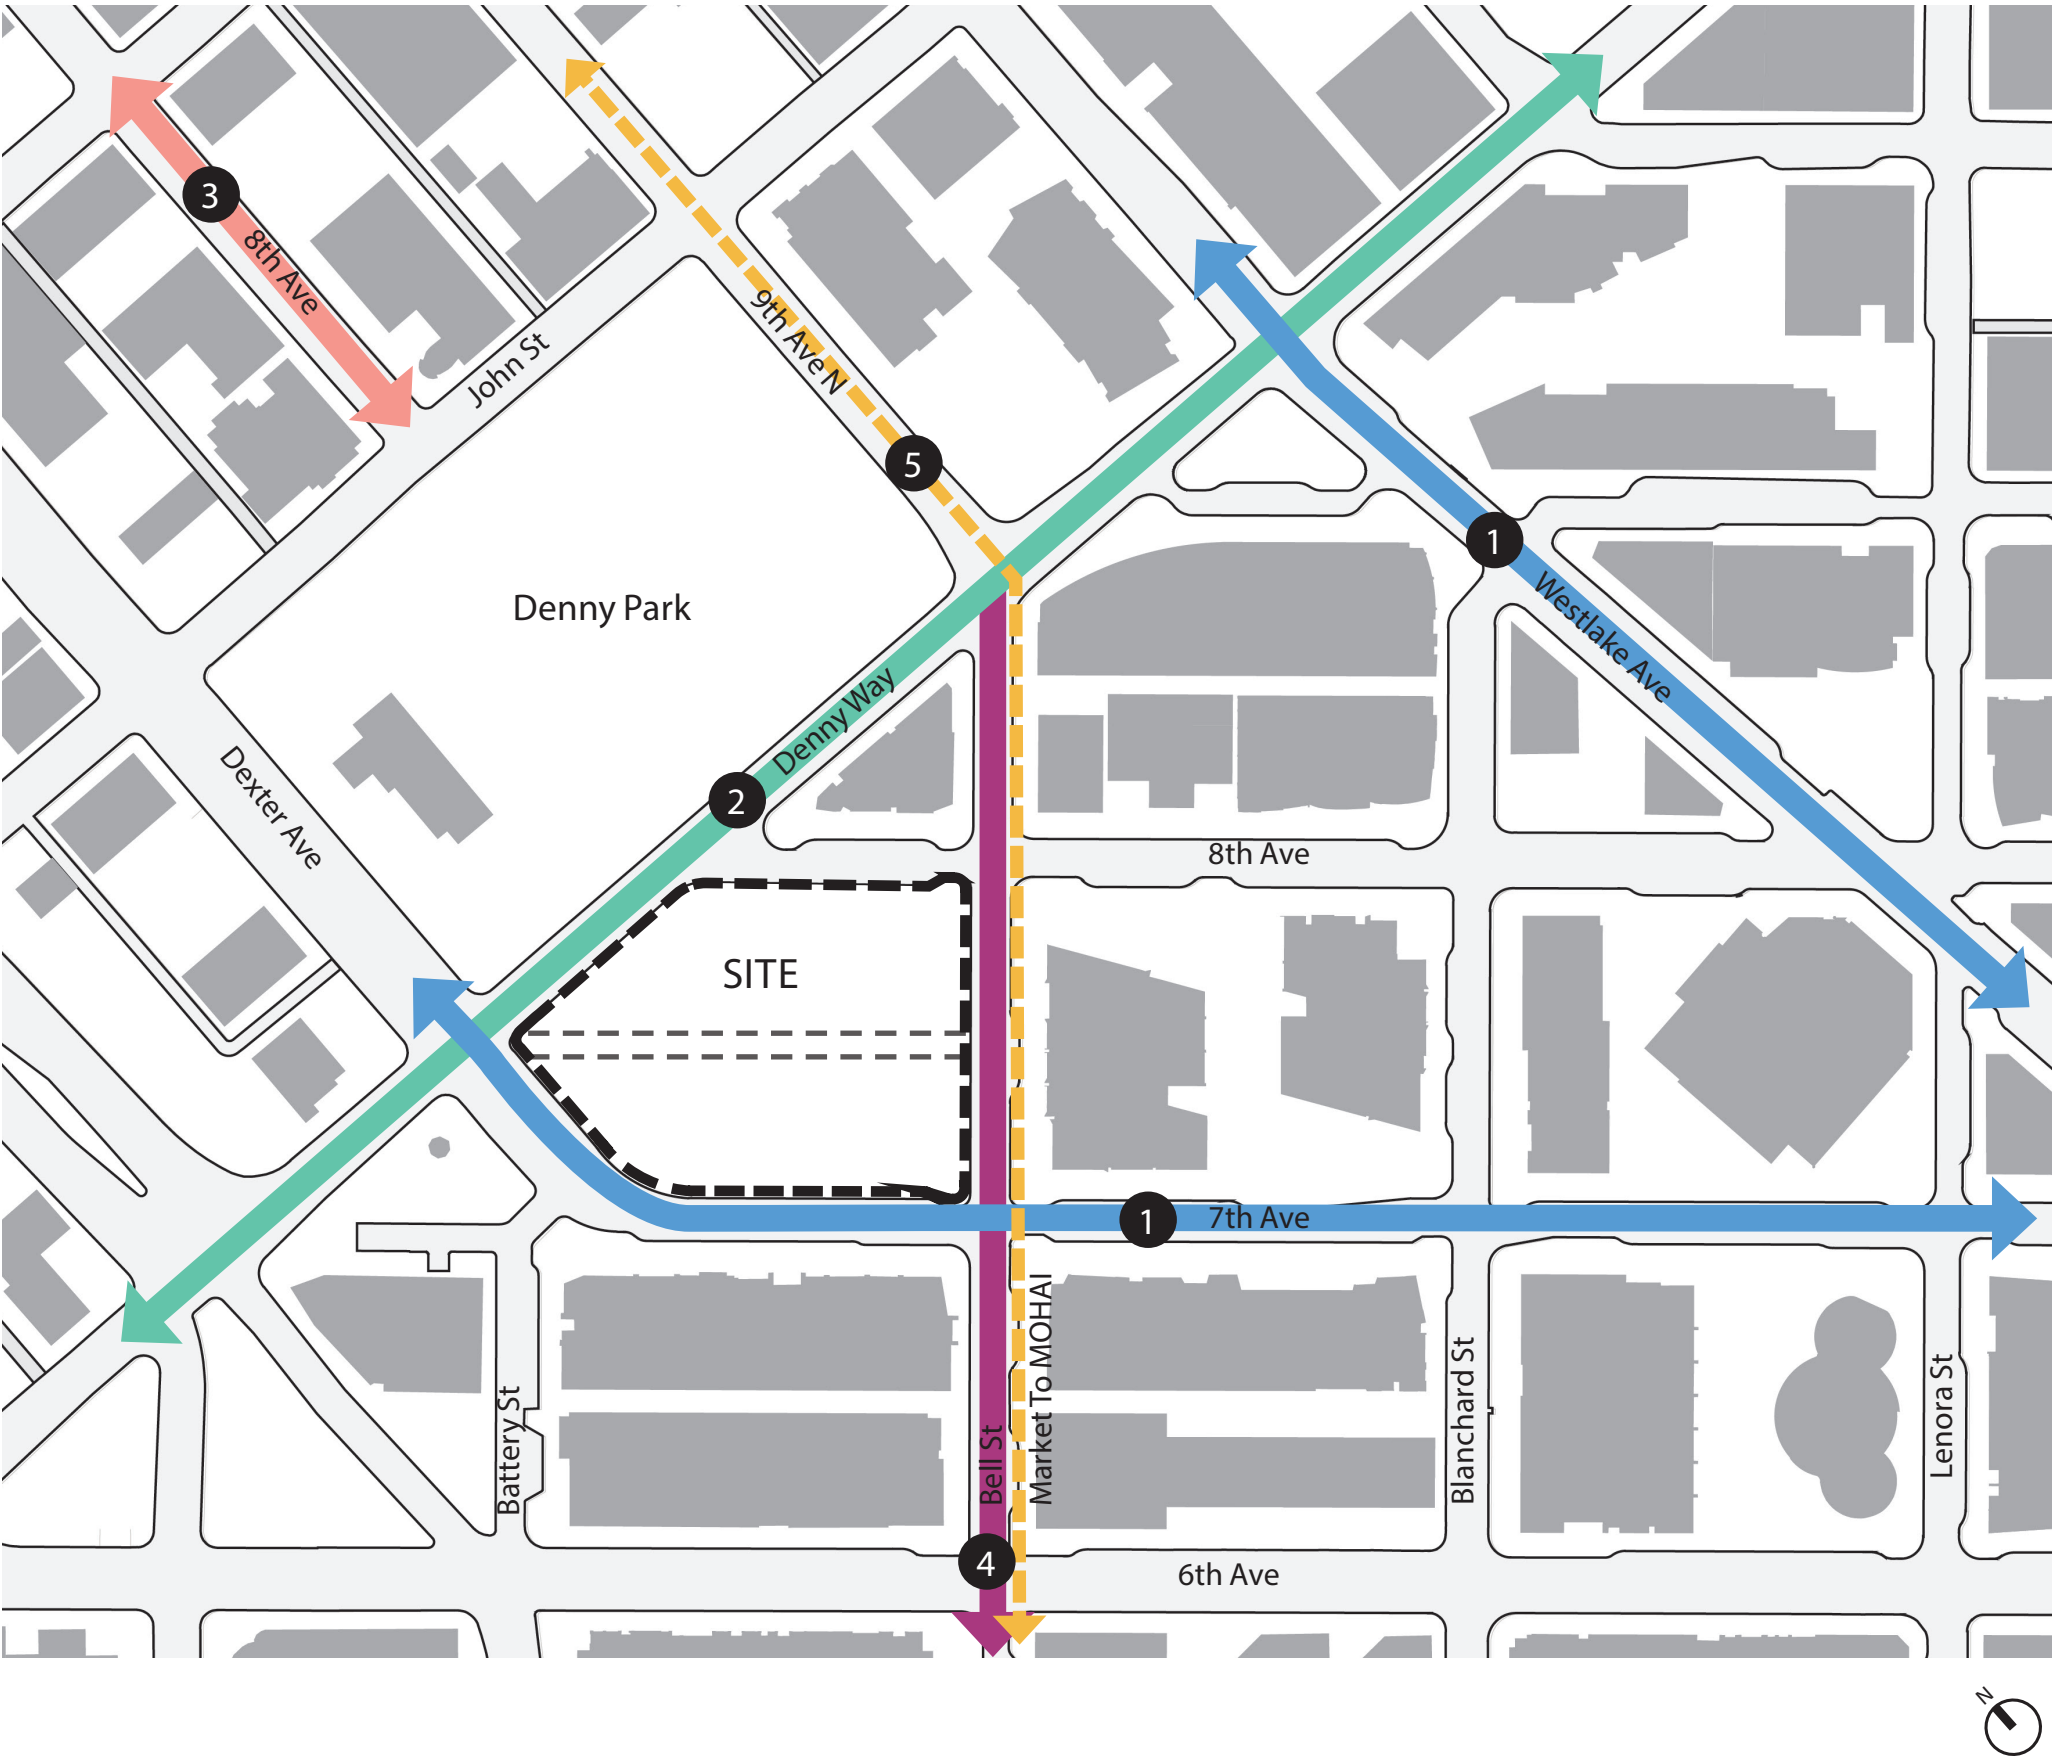 3
8th Ave
John St
9th Ave N
5
1
Westlake Ave
Denny Park
Denny Way
2
Dexter Ave
8th Ave
SITE
1
7th Ave
Battery St
Bell St
Market To MOHAI
Blanchard St
Lenora St
4
6th Ave
N